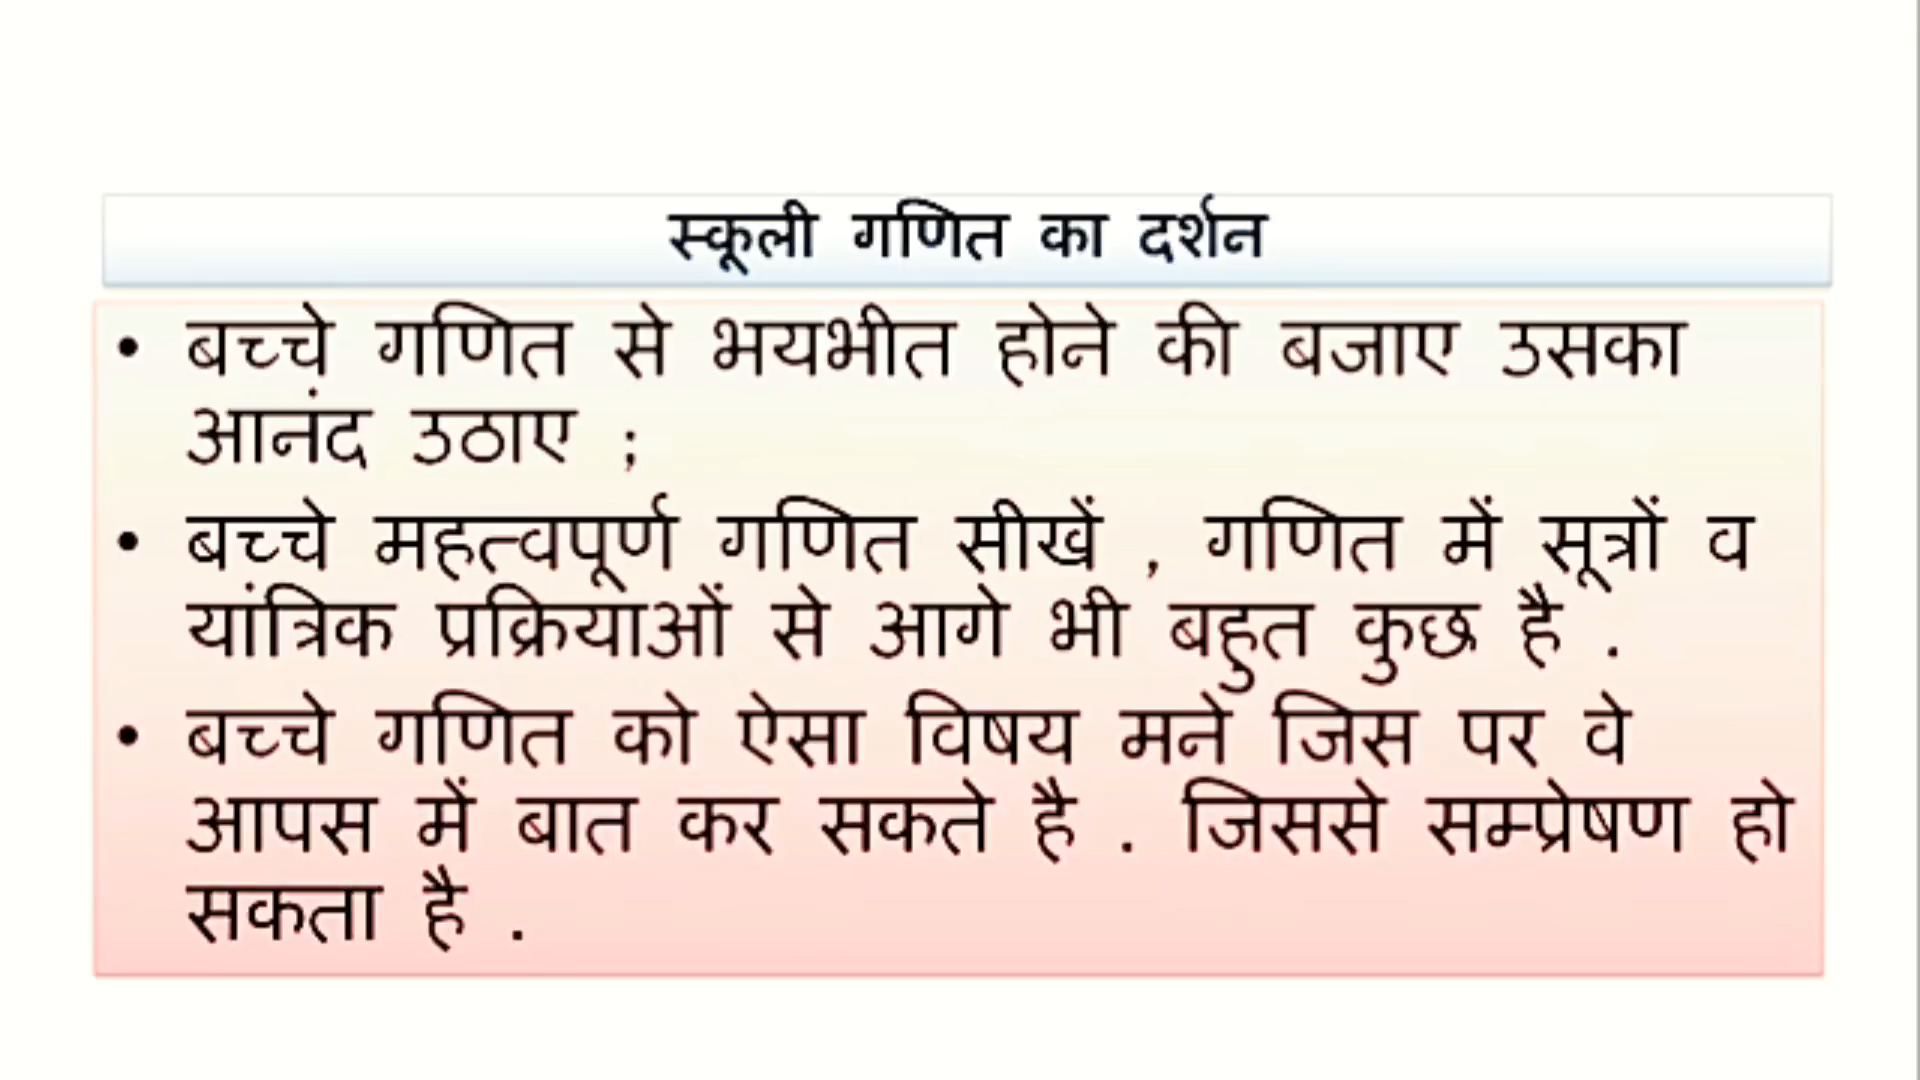 स्कूली गणित का दर्शन
• बच्चे गणित से भयभीत होने की बजाए उसका
आनंद उठाए ;
• बच्चे महत्वपूर्ण गणित सीखें , गणित में सूत्रों व
यांत्रिक प्रक्रियाओं से आगे भी बहुत कुछ है .
• बच्चे गणित को ऐसा विषय मने जिस पर वे
आपस में बात कर सकते है . जिससे सम्प्रेषण हो
सकता है .